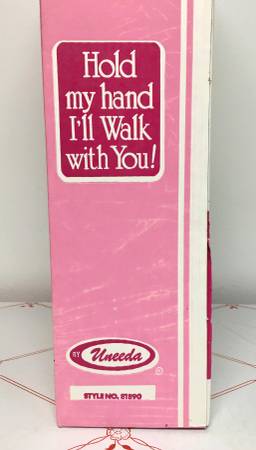 Hold
my hand
I'll Walk
with You!
BY Uneeda
®
STYLE NO. 81890